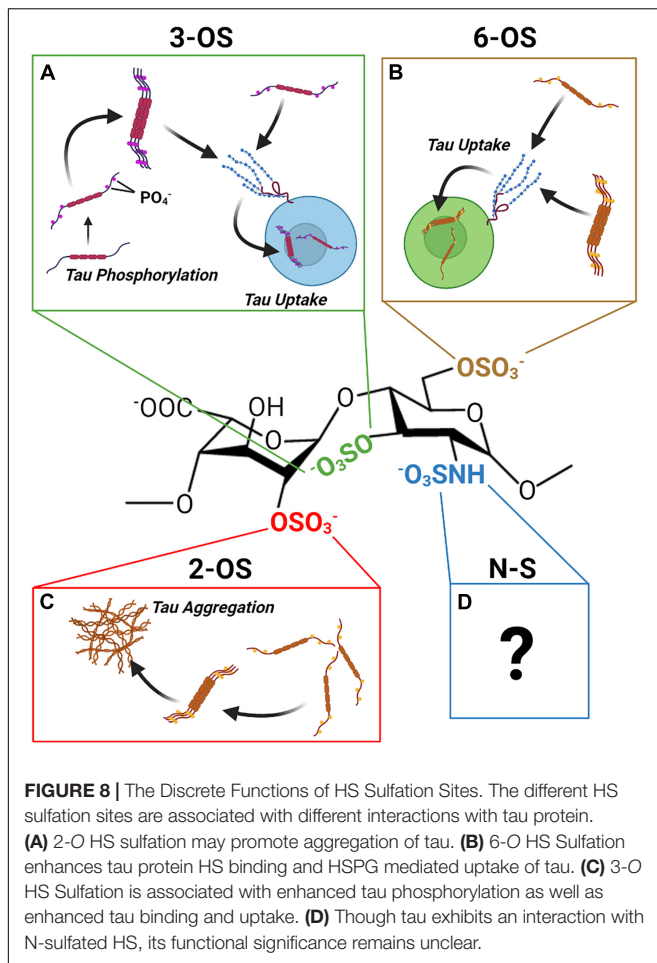 3-OS
6-OS
A
B
PO₄⁻
Tau Phosphorylation
Tau Uptake
Tau Uptake
OSO₃⁻
⁻OOC
OH
O
O
O
⁻O₃SO
⁻O₃SNH
O
O
OSO₃⁻
2-OS
N-S
C
Tau Aggregation
D
?
FIGURE 8 | The Discrete Functions of HS Sulfation Sites. The different HS
sulfation sites are associated with different interactions with tau protein.
(A) 2-O HS sulfation may promote aggregation of tau. (B) 6-O HS Sulfation
enhances tau protein HS binding and HSPG mediated uptake of tau. (C) 3-O
HS Sulfation is associated with enhanced tau phosphorylation as well as
enhanced tau binding and uptake. (D) Though tau exhibits an interaction with
N-sulfated HS, its functional significance remains unclear.